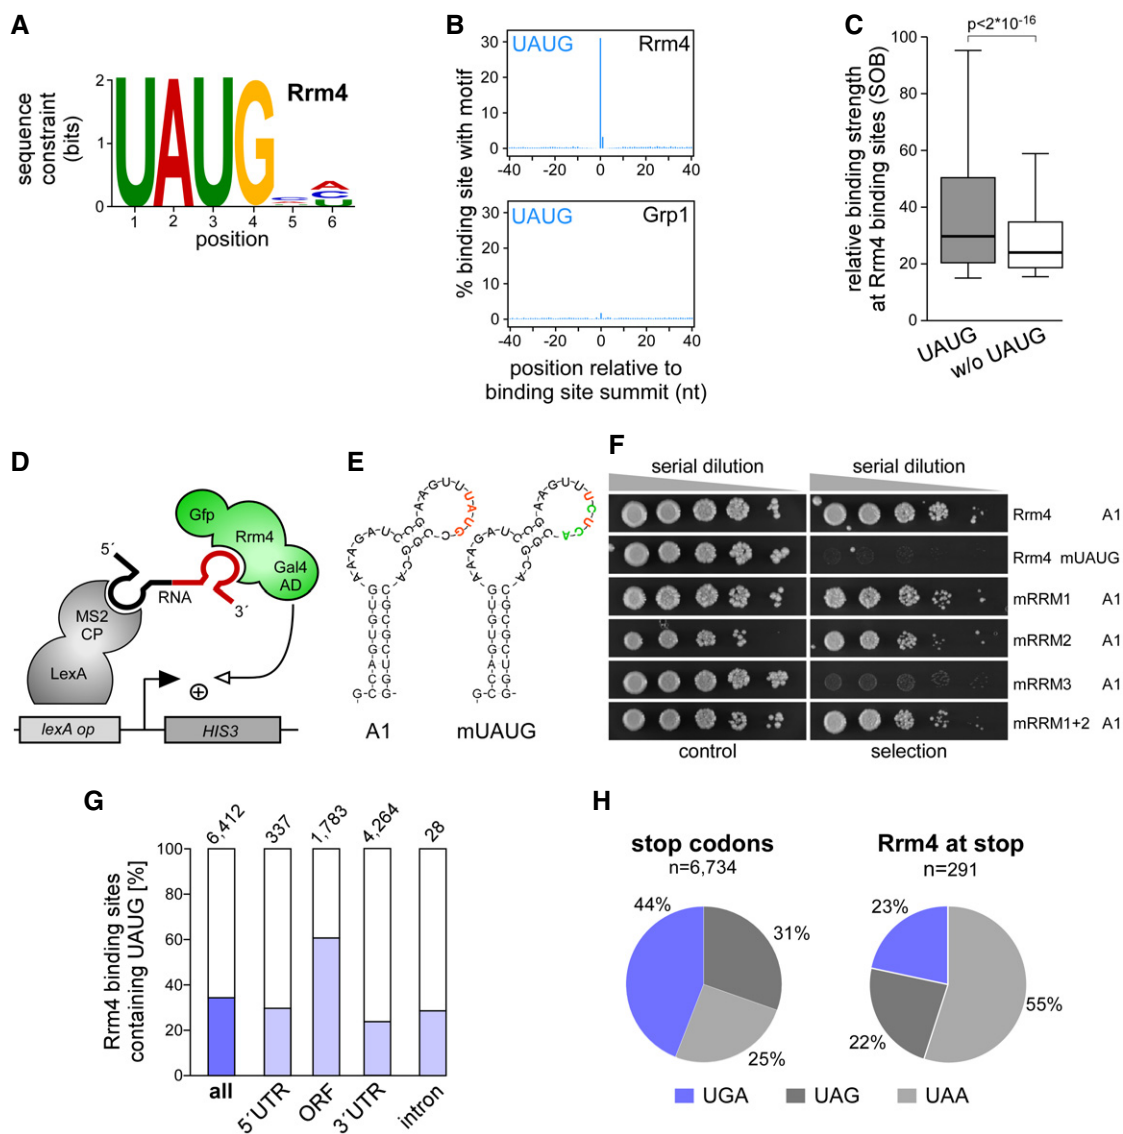 A
sequence constraint (bits)
2
1
0
UAUG
Rrm4
1 2 3 4 5 6
position
B
% binding site with motif
UAUG Rrm4
30
20
10
0
-40 -20 0 20 40
UAUG Grp1
30
20
10
0
-40 -20 0 20 40
position relative to
binding site summit (nt)
C
p<2*10-16
relative binding strength
at Rrm4 binding sites (SOB)
100
80
60
40
20
0
UAUG
w/o UAUG
D
Gfp
Rrm4
Gal4
AD
5´
RNA
3´
MS2
CP
LexA
lexA op
HIS3
E
A1
mUAUG
F
serial dilution serial dilution
Rrm4 A1
Rrm4 mUAUG
mRRM1 A1
mRRM2 A1
mRRM3 A1
mRRM1+2 A1
control selection
G
Rrm4 binding sites
containing UAUG [%]
6,412 337 1,783 4,264 28
100
80
60
40
20
0
all 5´UTR ORF 3´UTR intron
H
stop codons
n=6,734
44%
31%
25%
Rrm4 at stop
n=291
23%
22%
55%
UGA UAG UAA